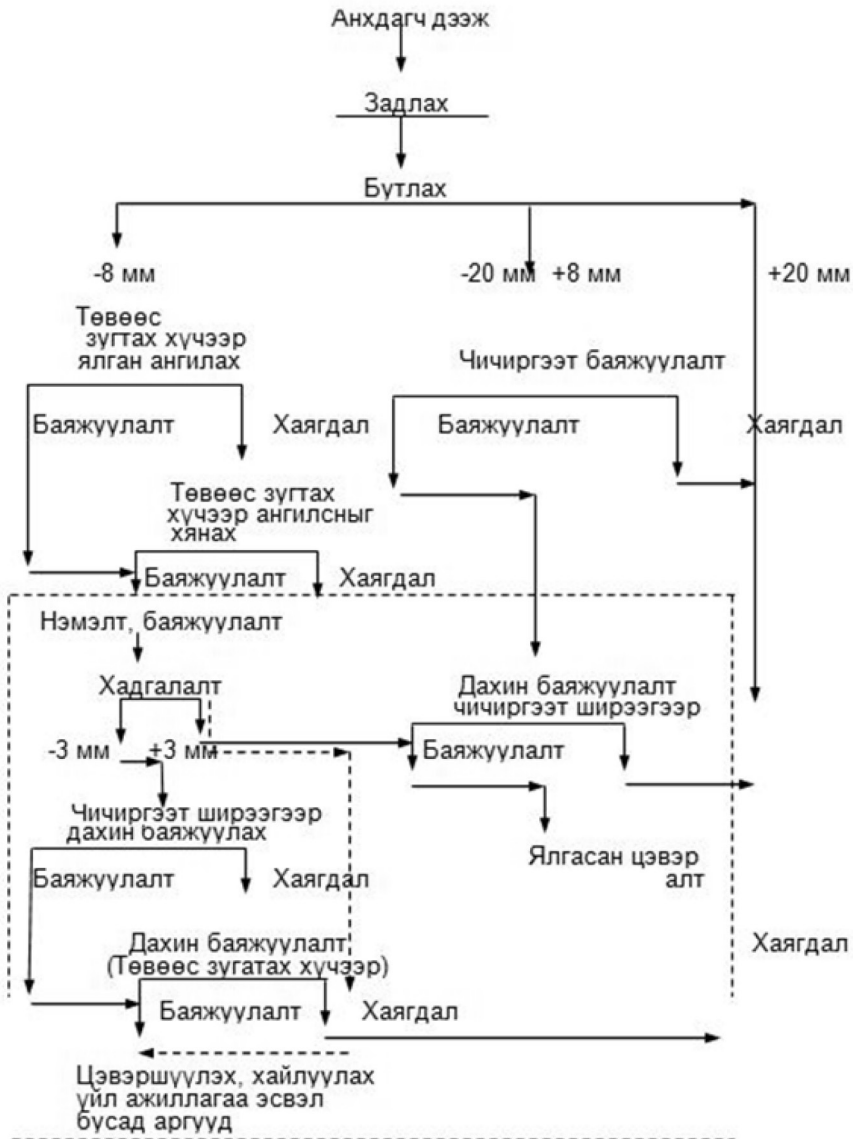 Анхдагч дээж
Задлах
Бутлах
-8 мм
-20 мм +8 мм
+20 мм
Төвөөс
зугтах хүчээр
ялган ангилах
Чичиргээт баяжуулалт
Баяжуулалт
Хаягдал
Баяжуулалт
Хаягдал
Төвөөс зугтах
хүчээр ангилсныг
хянах
Баяжуулалт
Хаягдал
Нэмэлт, баяжуулалт
Хадгалалт
Дахин баяжуулалт
чичиргээт ширээгээр
-3 мм
+3 мм
Баяжуулалт
Чичиргээт ширээгээр
дахин баяжуулах
Ялгасан цэвэр
алт
Баяжуулалт
Хаягдал
Дахин баяжуулалт
(Төвөөс зугатах хүчээр)
Хаягдал
Баяжуулалт
Хаягдал
Цэвэршүүлэх, хайлуулах
үйл ажиллагаа эсвэл
бусад аргууд